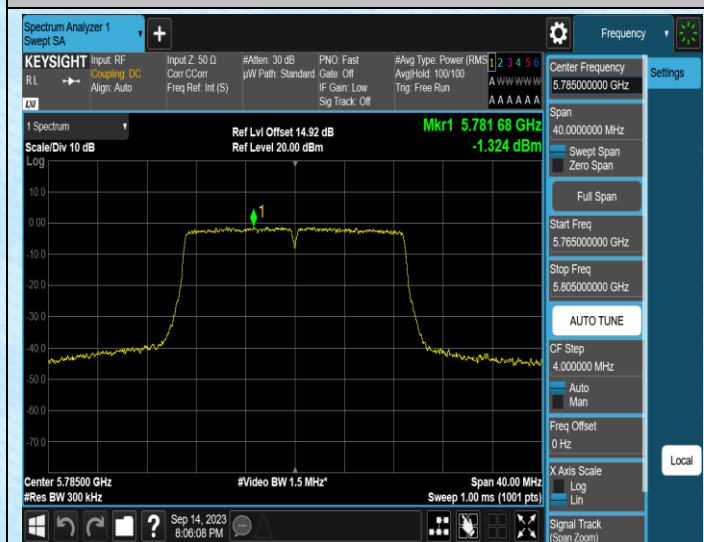 Spectrum Analyzer 1
Swept SA
+
Frequency
KEYSIGHT
Input: RF
Input Z: 50 Ω
#Atten: 30 dB
PNO: Fast
#Avg Type: Power (RMS
1 2 3 4 5 6
R L
Coupling: DC
Corr CCorr
µW Path: Standard
Gate: Off
Avg|Hold: 100/100
A W W W W W
Align: Auto
Freq Ref: Int (S)
IF Gain: Low
Trig: Free Run
Sig Track: Off
A A A A A A
LXI
1 Spectrum
Ref Lvl Offset 14.92 dB
Mkr1 5.781 68 GHz
Scale/Div 10 dB
Ref Level 20.00 dBm
-1.324 dBm
Log
10.0
0.00
-10.0
-20.0
-30.0
-40.0
-50.0
-60.0
-70.0
1
Center 5.78500 GHz
#Video BW 1.5 MHz*
Span 40.00 MHz
#Res BW 300 kHz
Sweep 1.00 ms (1001 pts)
?
Sep 14, 2023
8:06:08 PM
Center Frequency
5.785000000 GHz
Settings
Span
40.0000000 MHz
Swept Span
Zero Span
Full Span
Start Freq
5.765000000 GHz
Stop Freq
5.805000000 GHz
AUTO TUNE
CF Step
4.000000 MHz
Auto
Man
Freq Offset
0 Hz
Local
X Axis Scale
Log
Lin
Signal Track
(Span Zoom)